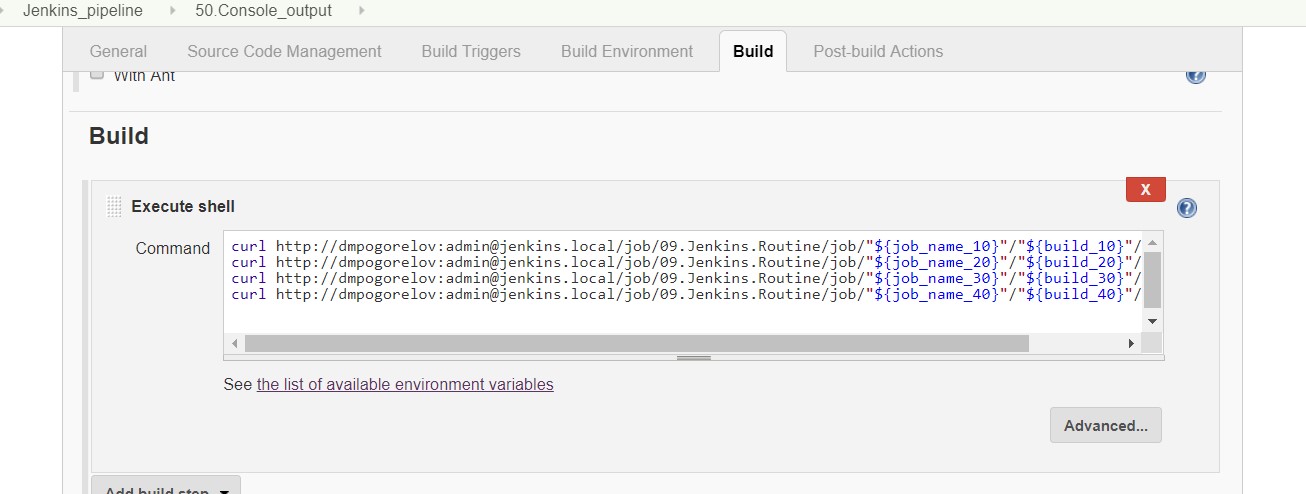 Jenkins_pipeline 50.Console_output
General Source Code Management Build Triggers Build Environment Build Post-build Actions
With Ant
Build
X
Execute shell
Command
curl http://dmpogorelov:admin@jenkins.local/job/09.Jenkins.Routine/job/"${job_name_10}"/"${build_10}"/
curl http://dmpogorelov:admin@jenkins.local/job/09.Jenkins.Routine/job/"${job_name_20}"/"${build_20}"/
curl http://dmpogorelov:admin@jenkins.local/job/09.Jenkins.Routine/job/"${job_name_30}"/"${build_30}"/
curl http://dmpogorelov:admin@jenkins.local/job/09.Jenkins.Routine/job/"${job_name_40}"/"${build_40}"/
See the list of available environment variables
Advanced...
Add build step